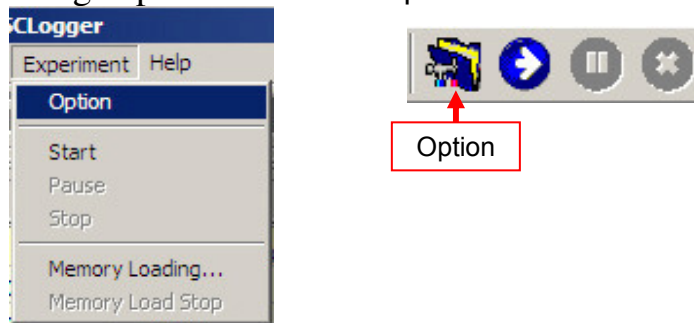 CLogger
Experiment Help
Option
Start
Pause
Stop
Memory Loading...
Memory Load Stop
Option